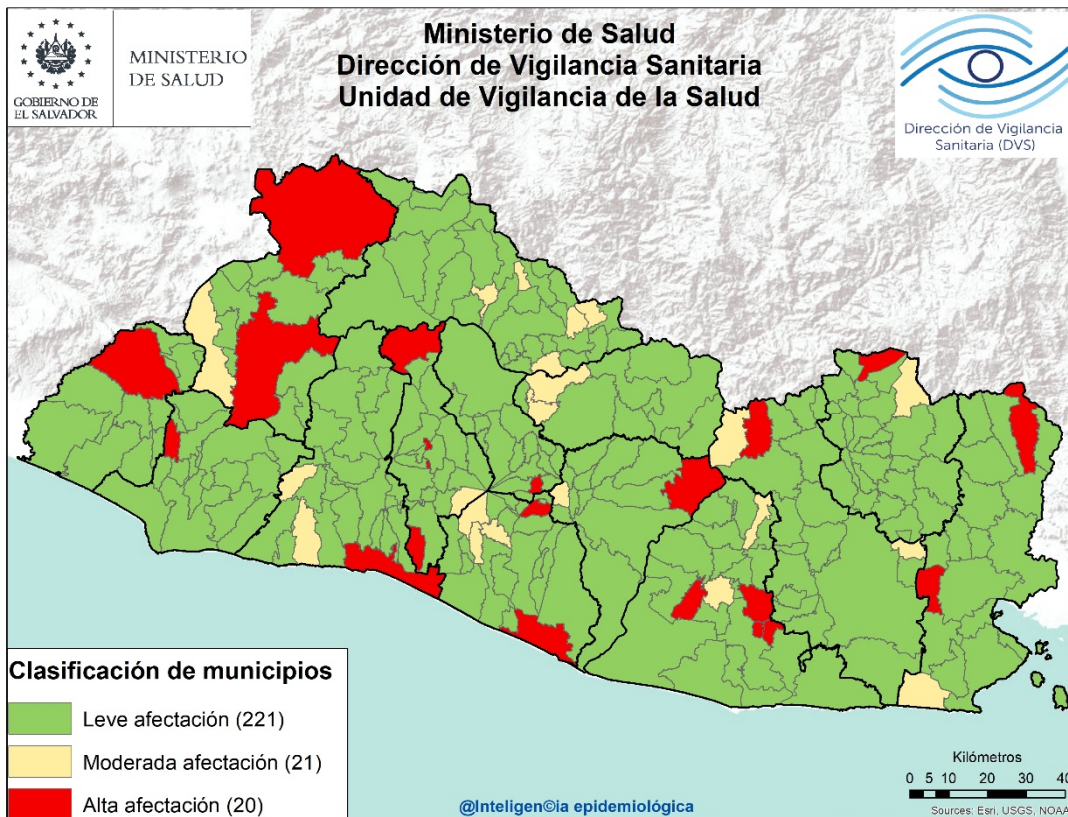 GOBIERNO DE
EL SALVADOR
MINISTERIO
DE SALUD
Ministerio de Salud
Dirección de Vigilancia Sanitaria
Unidad de Vigilancia de la Salud
Dirección de Vigilancia
Sanitaria (DVS)
Clasificación de municipios
Leve afectación (221)
Moderada afectación (21)
Alta afectación (20)
@Inteligen©ia epidemiológica
Kilómetros
0 5 10 20 30 40
Sources: Esri, USGS, NOAA